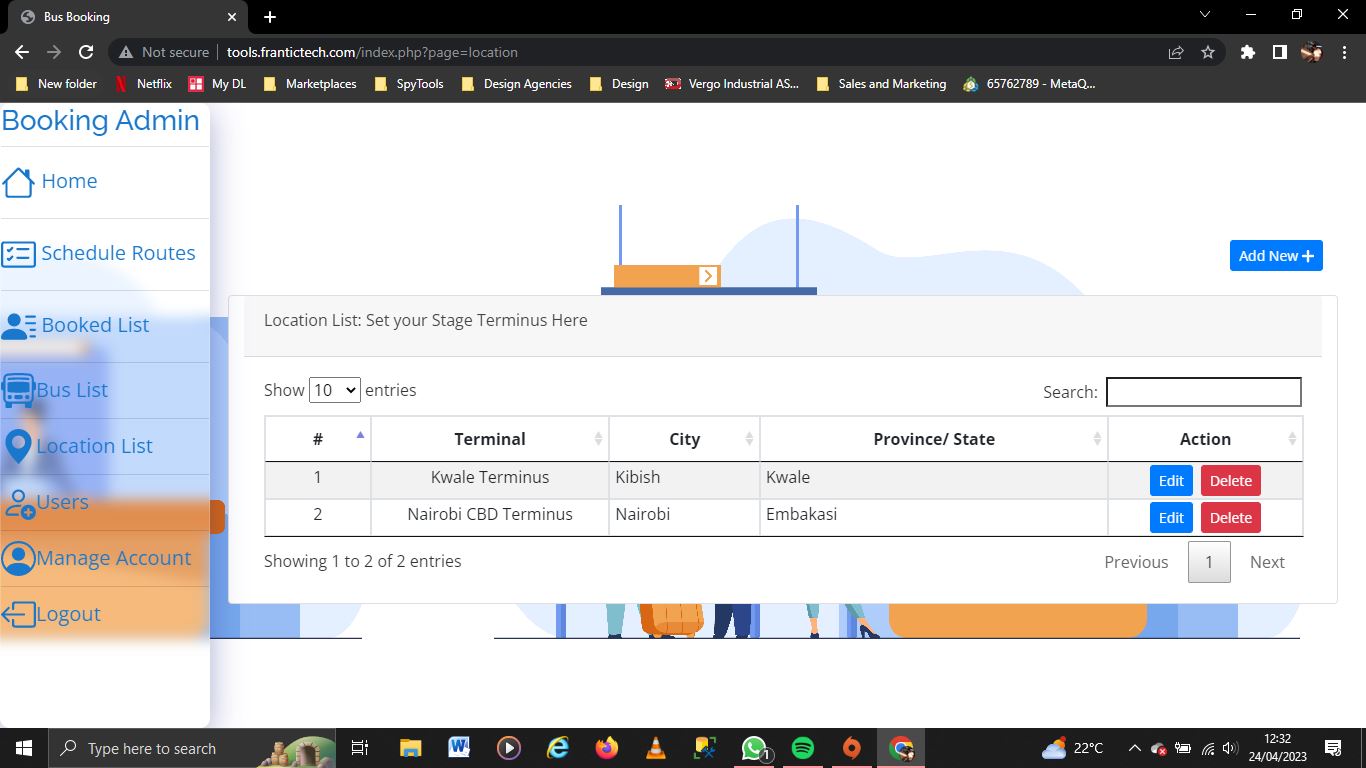 Bus Booking
Not secure
tools.frantictech.com/index.php?page=location
New folder
Netflix
My DL
Marketplaces
SpyTools
Design Agencies
Design
Vergo Industrial AS...
Sales and Marketing
65762789 - MetaQ...
Booking Admin
Home
Schedule Routes
Booked List
Bus List
Location List
Users
Manage Account
Logout
Add New +
Location List: Set your Stage Terminus Here
Show 10 entries
Search:
# Terminal City Province/ State Action
1 Kwale Terminus Kibish Kwale Edit Delete
2 Nairobi CBD Terminus Nairobi Embakasi Edit Delete
Showing 1 to 2 of 2 entries
Previous 1 Next
Type here to search
1
22°C
12:32
24/04/2023